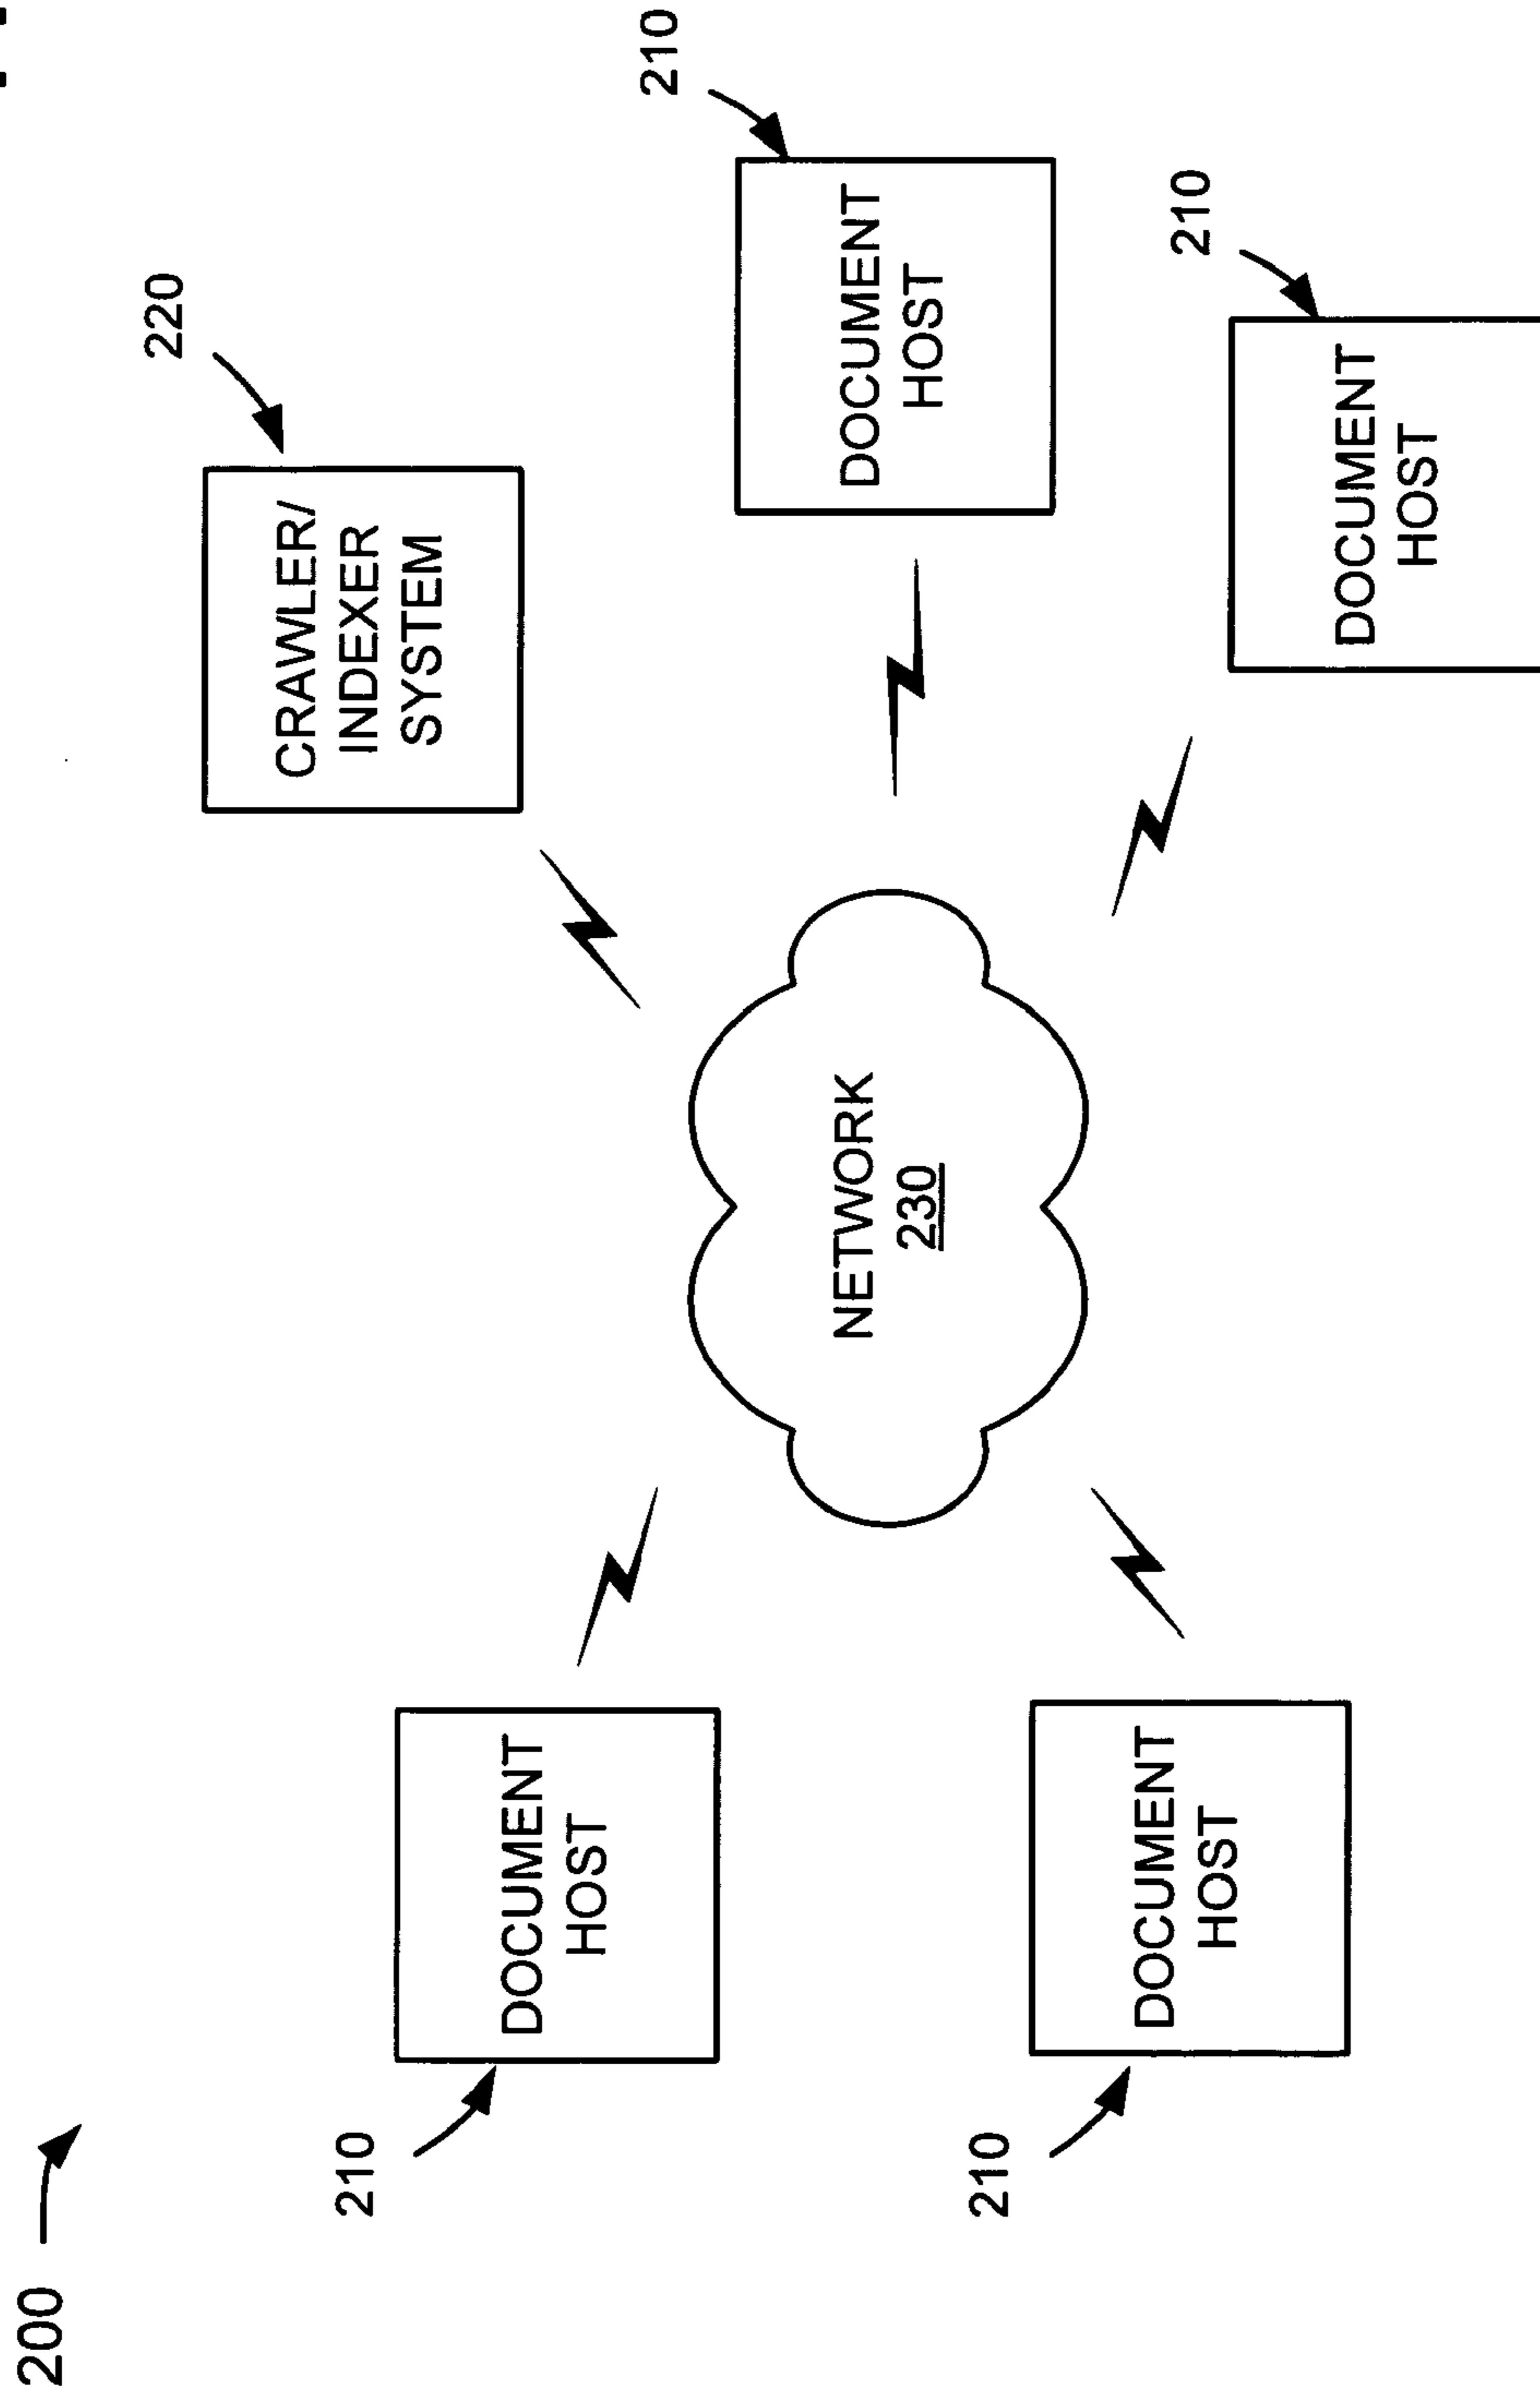 200
220
CRAWLER/
INDEXER
SYSTEM
210
DOCUMENT
HOST
210
DOCUMENT
HOST
NETWORK
230
210
DOCUMENT
HOST
210
DOCUMENT
HOST